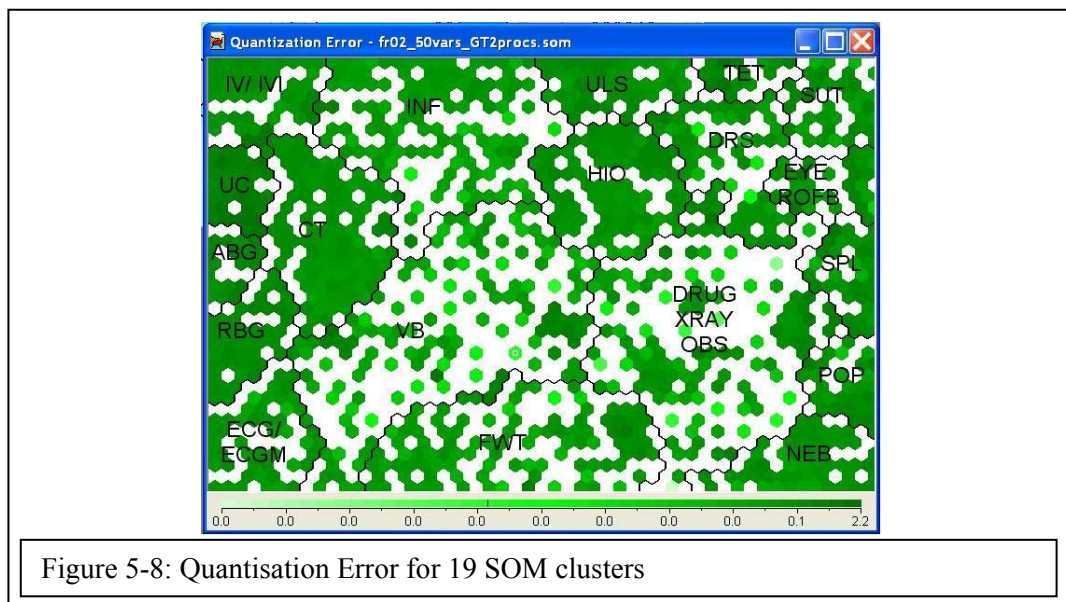 Quantization Error - fr02_50vars_GT2procs.som
IV/ IVI
INF
ULS
TET
SUT
DRS
UC
HIO
EYE
ROFB
CT
ABG
SPL
DRUG
XRAY
OBS
RBG
VB
POP
ECG/
ECGM
FWT
NEB
0.0 0.0 0.0 0.0 0.0 0.0 0.0 0.0 0.0 0.1 2.2
Figure 5-8: Quantisation Error for 19 SOM clusters